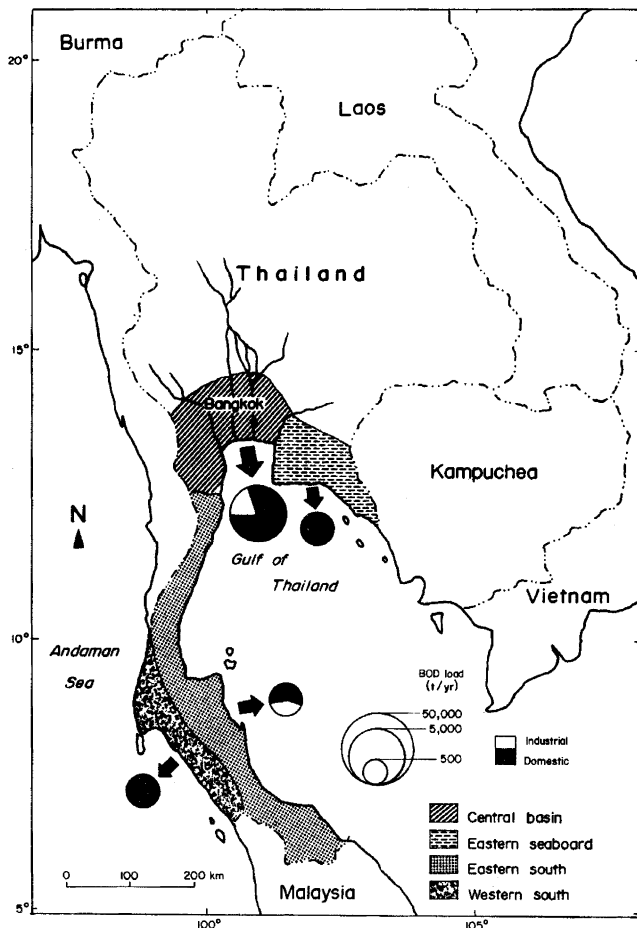 Burma
20°
Laos
Thailand
15°
Bangkok
Kampuchea
N
Gulf of
Thailand
Vietnam
10°
Andaman
Sea
BOD load
(t/yr)
50,000
5,000
500
Industrial
Domestic
Central basin
Eastern seaboard
Eastern south
Western south
0 100 200 km
Malaysia
5°
100°
105°